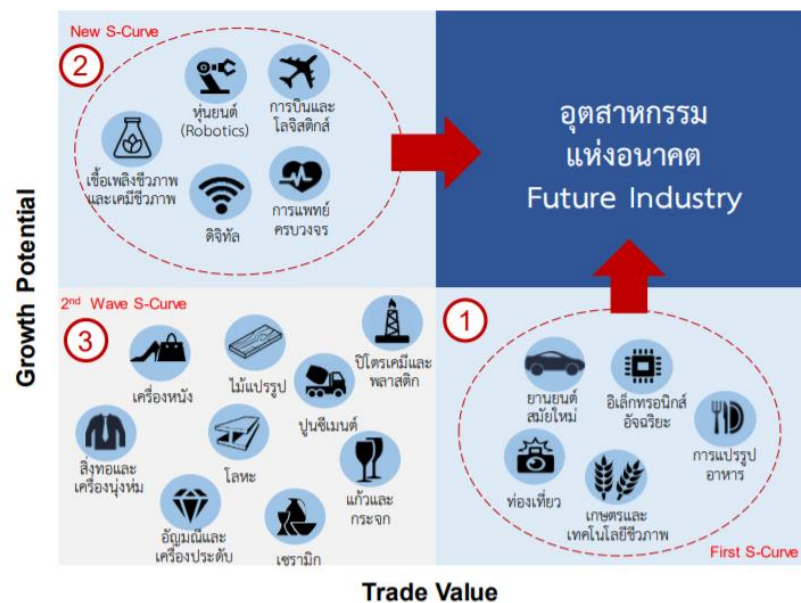 New S-Curve
2
หุ่นยนต์
(Robotics)
การบินและ
โลจิสติกส์
เชื้อเพลิงชีวภาพ
และเคมีชีวภาพ
ดิจิทัล
การแพทย์
ครบวงจร
อุตสาหกรรม
แห่งอนาคต
Future Industry
Growth Potential
2nd Wave S-Curve
3
เครื่องหนัง
ไม้แปรรูป
ปิโตรเคมีและ
พลาสติก
ปูนซีเมนต์
สิ่งทอและ
เครื่องนุ่งห่ม
โลหะ
แก้วและ
กระจก
อัญมณีและ
เครื่องประดับ
เซรามิก
1
ยานยนต์
สมัยใหม่
อิเล็กทรอนิกส์
อัจฉริยะ
การแปรรูป
อาหาร
ท่องเที่ยว
เกษตรและ
เทคโนโลยีชีวภาพ
First S-Curve
Trade Value